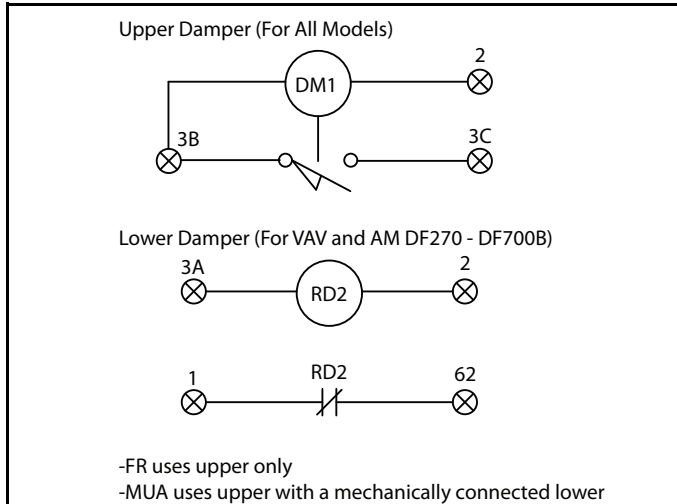 Upper Damper (For All Models)
2
DM1
3B
3C
Lower Damper (For VAV and AM DF270 - DF700B)
3A
2
RD2
1
RD2
62
-FR uses upper only
-MUA uses upper with a mechanically connected lower